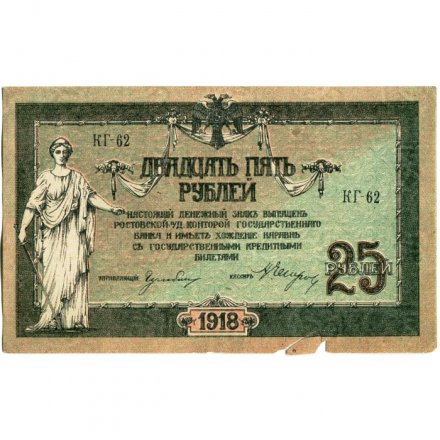 КГ-62
ДВАДЦАТЬ ПЯТЬ
РУБЛЕЙ
КГ-62
НАСТОЯЩІЙ ДЕНЕЖНЫЙ ЗНАКЪ ВЫПУЩЕНЪ
РОСТОВСКОЙ-н/Д. КОНТОРОЙ ГОСУДАРСТВЕННАГО
БАНКА И ИМѢЕТЪ ХОЖДЕНІЕ НАРАВНѢ
СЪ ГОСУДАРСТВЕННЫМИ КРЕДИТНЫМИ
БИЛЕТАМИ
25
РУБЛЕЙ
УПРАВЛЯЮЩІЙ
КАССИРЪ
1918